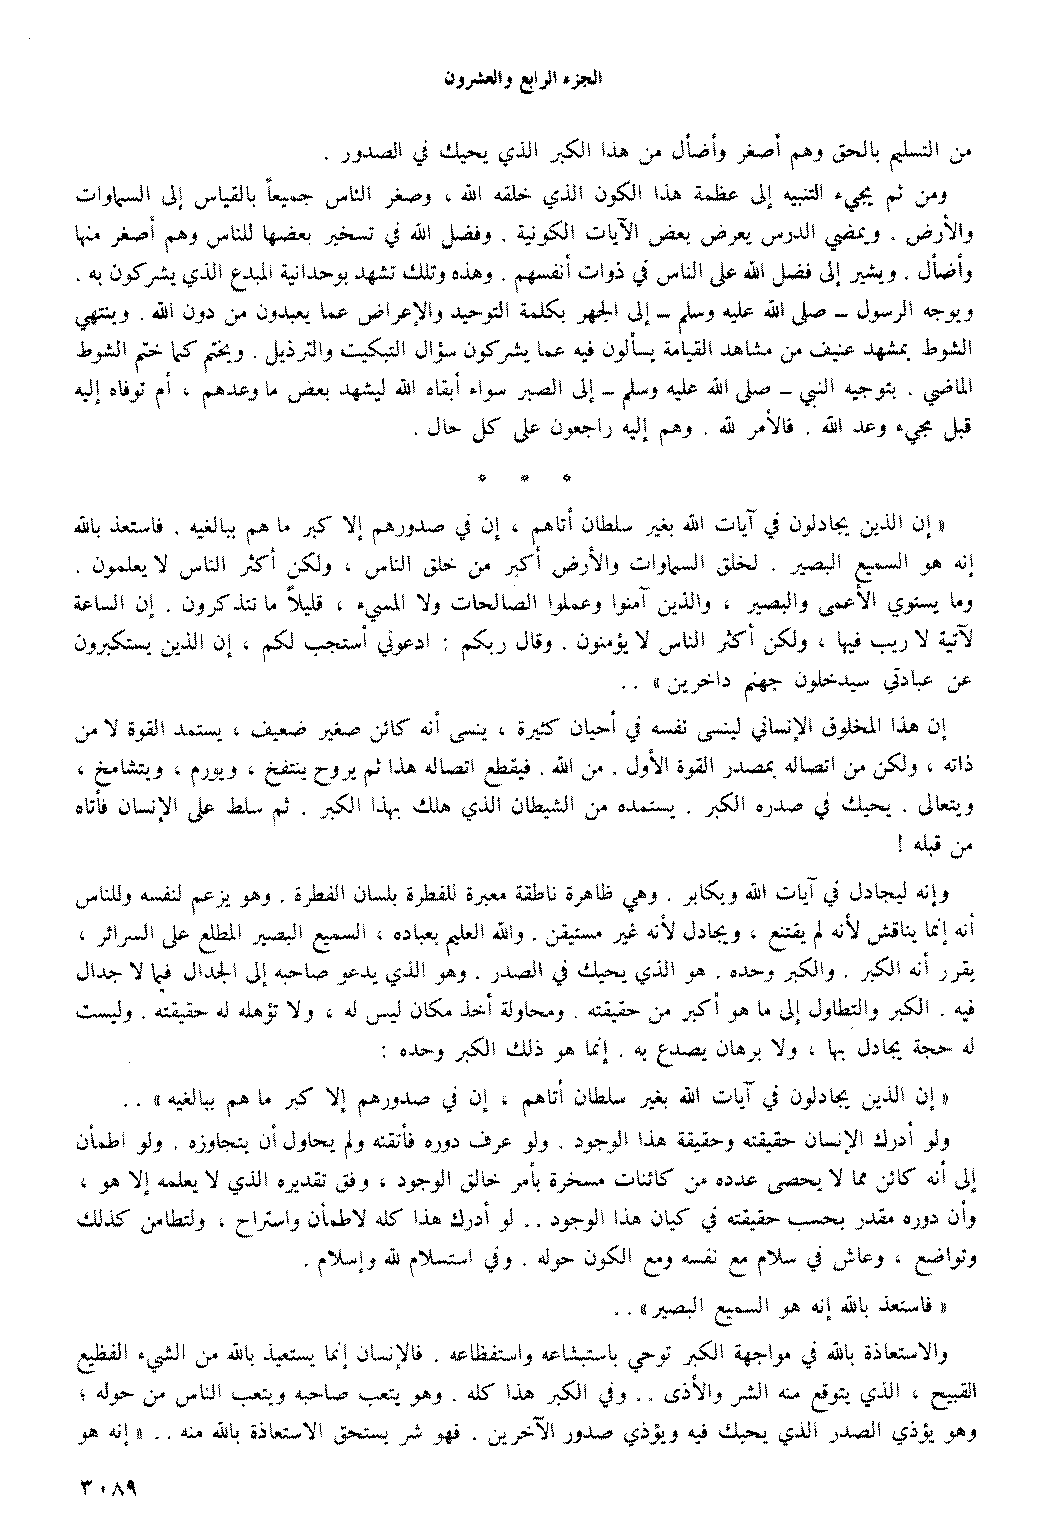 الجزء الرابع والعشرون
من التسليم بالحق وهم أصغر وأضأل من هذا الكبر الذي يحيك في الصدور .
ومن ثم يجيء التنبيه إلى عظمة هذا الكون الذي خلقه الله ، وصغر الناس جميعاً بالقياس إلى السماوات
والأرض . ويمضي الدرس يعرض بعض الآيات الكونية . وفضل الله في تسخير بعضها للناس وهم أصغر منها
وأضأل . ويشير إلى فضل الله على الناس في ذوات أنفسهم . وهذه وتلك تشهد بوحدانية المبدع الذي يشركون به .
ويوجه الرسول – صلى الله عليه وسلم – إلى الجهر بكلمة التوحيد والإعراض عما يعبدون من دون الله . وينتهي
الشوط بمشهد عنيف من مشاهد القيامة يسألون فيه عما يشركون سؤال التبكيت والترذيل . ويختم كما ختم الشوط
الماضي . بتوجيه النبي – صلى الله عليه وسلم – إلى الصبر سواء أبقاه الله ليشهد بعض ما وعدهم ، أم توفاه إليه
قبل مجيء وعد الله . فالأمر لله . وهم إليه راجعون على كل حال .
* * *
« إن الذين يجادلون في آيات الله بغير سلطان أتاهم ، إن في صدورهم إلا كبر ما هم ببالغيه . فاستعذ بالله
إنه هو السميع البصير . لخلق السماوات والأرض أكبر من خلق الناس ، ولكن أكثر الناس لا يعلمون .
وما يستوي الأعمى والبصير ، والذين آمنوا وعملوا الصالحات ولا المسيء ، قليلاً ما تتذكرون . إن الساعة
لآتية لا ريب فيها ، ولكن أكثر الناس لا يؤمنون . وقال ربكم : ادعوني أستجب لكم ، إن الذين يستكبرون
عن عبادتي سيدخلون جهنم داخرين » . .
إن هذا المخلوق الإنساني لينسى نفسه في أحيان كثيرة ، ينسى أنه كائن صغير ضعيف ، يستمد القوة لا من
ذاته ، ولكن من اتصاله بمصدر القوة الأول . من الله . فيقطع اتصاله هذا ثم يروح ينتفخ ، ويورم ، ويتشامخ ،
ويتعالى . يحيك في صدره الكبر . يستمده من الشيطان الذي هلك بهذا الكبر . ثم سلط على الإنسان فأتاه
من قبله !
وإنه ليجادل في آيات الله ويكابر . وهي ظاهرة ناطقة معبرة للفطرة بلسان الفطرة . وهو يزعم لنفسه وللناس
أنه إنما يناقش لأنه لم يقتنع ، ويجادل لأنه غير مستيقن . والله العليم بعباده ، السميع البصير المطلع على السرائر ،
يقرر أنه الكبر . والكبر وحده . هو الذي يحيك في الصدر . وهو الذي يدعو صاحبه إلى الجدال فيما لا جدال
فيه . الكبر والتطاول إلى ما هو أكبر من حقيقته . ومحاولة أخذ مكان ليس له ، ولا تؤهله له حقيقته . وليست
له حجة يجادل بها ، ولا برهان يصدع به . إنما هو ذلك الكبر وحده :
« إن الذين يجادلون في آيات الله بغير سلطان أتاهم ، إن في صدورهم إلا كبر ما هم ببالغيه » . .
ولو أدرك الإنسان حقيقته وحقيقة هذا الوجود . ولو عرف دوره فأتقنه ولم يحاول أن يتجاوزه . ولو اطمأن
إلى أنه كائن مما لا يحصى عدده من كائنات مسخرة بأمر خالق الوجود ، وفق تقديره الذي لا يعلمه إلا هو ،
وأن دوره مقدر بحسب حقيقته في كيان هذا الوجود . . لو أدرك هذا كله لاطمأن واستراح ، ولتطامن كذلك
وتواضع ، وعاش في سلام مع نفسه ومع الكون حوله . وفي استسلام لله وإسلام .
« فاستعذ بالله إنه هو السميع البصير » . .
والاستعاذة بالله في مواجهة الكبر توحي باستبشاعه واستفظاعه . فالإنسان إنما يستعيذ بالله من الشيء الفظيع
القبيح ، الذي يتوقع منه الشر والأذى . . وفي الكبر هذا كله . وهو يتعب صاحبه ويتعب الناس من حوله ؛
وهو يؤذي الصدر الذي يحيك فيه ويؤذي صدور الآخرين . فهو شر يستحق الاستعاذة بالله منه . . « إنه هو
٣٠٨٩